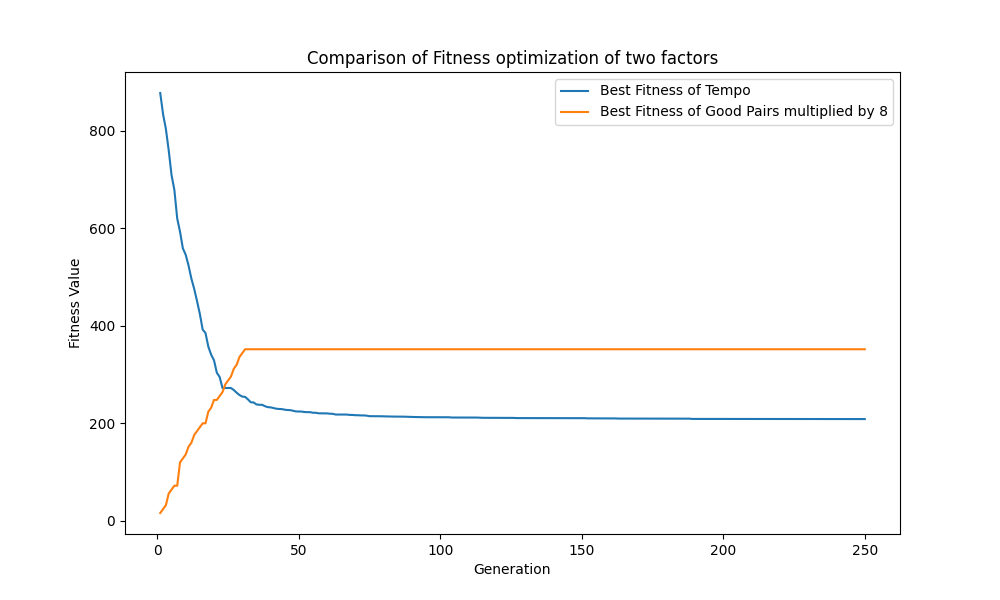 Comparison of Fitness optimization of two factors
Best Fitness of Tempo
Best Fitness of Good Pairs multiplied by 8
Fitness Value
800
600
400
200
0
0 50 100 150 200 250
Generation